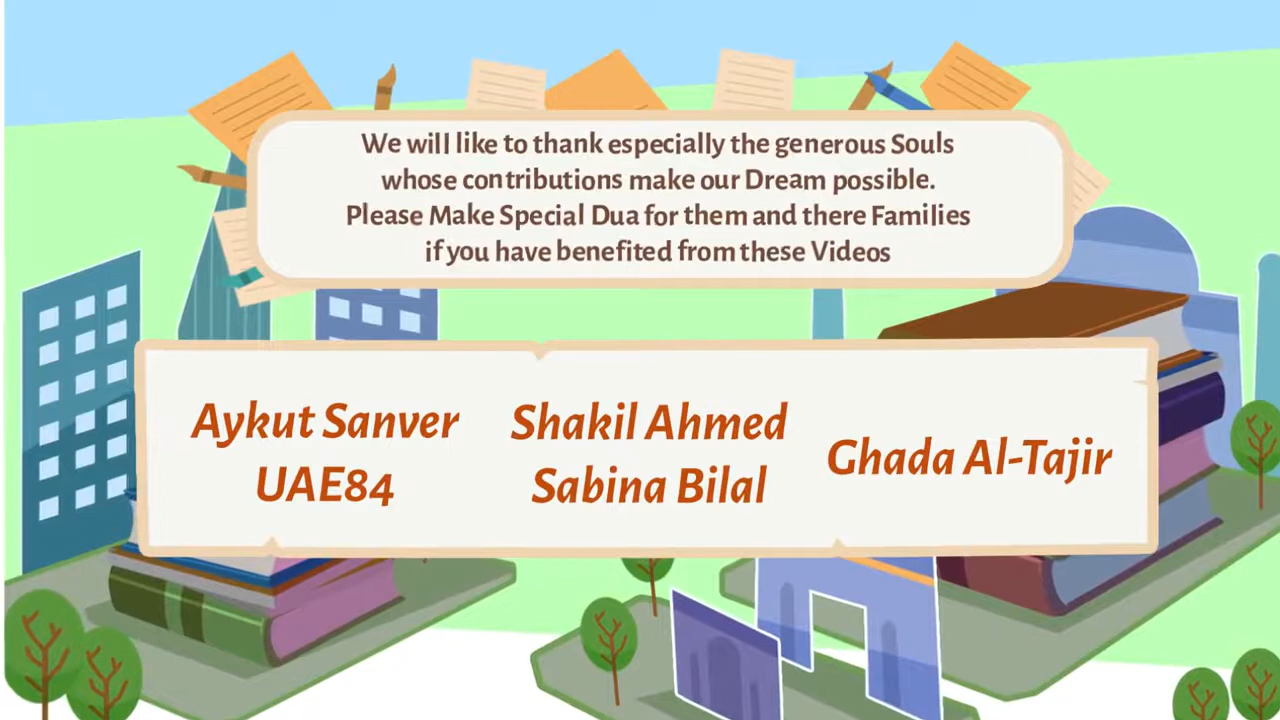 We will like to thank especially the generous Souls
whose contributions make our Dream possible.
Please Make Special Dua for them and there Families
if you have benefited from these Videos
Aykut Sanver
UAE84
Shakil Ahmed
Sabina Bilal
Ghada Al-Tajir